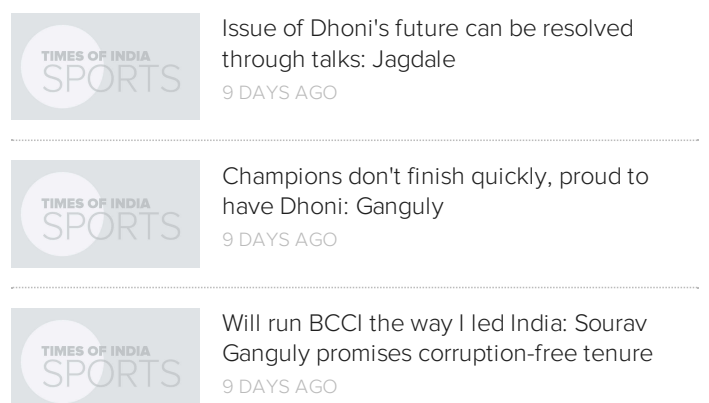 TIMES OF INDIA
SPORTS
Issue of Dhoni's future can be resolved
through talks: Jagdale
9 DAYS AGO
TIMES OF INDIA
SPORTS
Champions don't finish quickly, proud to
have Dhoni: Ganguly
9 DAYS AGO
TIMES OF INDIA
SPORTS
Will run BCCI the way I led India: Sourav
Ganguly promises corruption-free tenure
9 DAYS AGO